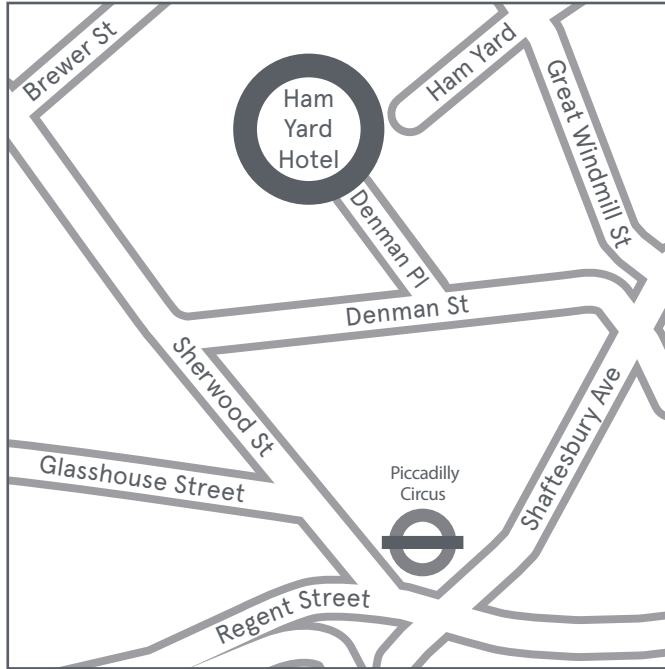 Brewer St
Ham
Yard
Hotel
Ham Yard
Great Windmill St
Denman Pl
Denman St
Sherwood St
Shaftesbury Ave
Glasshouse Street
Piccadilly
Circus
Regent Street